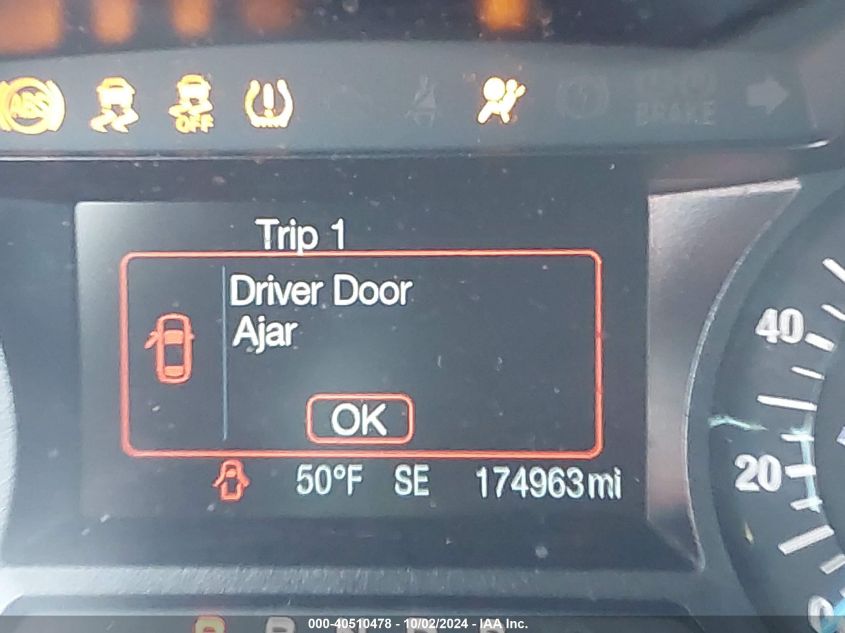 ABS
OFF
BRAKE
Trip 1
Driver Door
Ajar
OK
50°F SE 174963mi
40
20
0
000-40510478 - 10/02/2024 - IAA Inc.